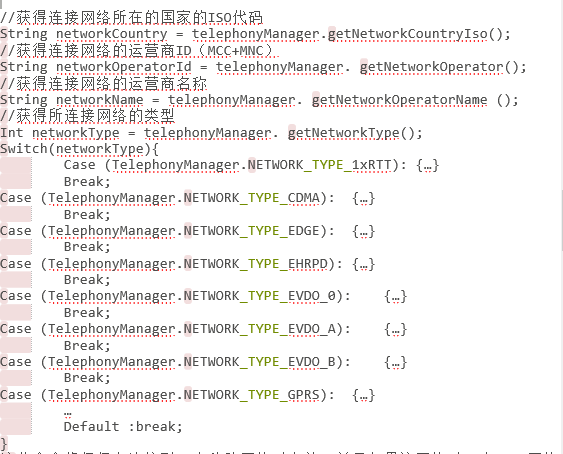 //获得连接网络所在的国家的ISO代码
String networkCountry = telephonyManager.getNetworkCountryIso();
//获得连接网络的运营商ID（MCC+MNC）
String networkOperatorId = telephonyManager. getNetworkOperator();
//获得连接网络的运营商名称
String networkName = telephonyManager. getNetworkOperatorName ();
//获得所连接网络的类型
Int networkType = telephonyManager. getNetworkType();
Switch(networkType){
Case (TelephonyManager.NETWORK_TYPE_1xRTT): {…}
Break;
Case (TelephonyManager.NETWORK_TYPE_CDMA): {…}
Break;
Case (TelephonyManager.NETWORK_TYPE_EDGE): {…}
Break;
Case (TelephonyManager.NETWORK_TYPE_EHRPD): {…}
Break;
Case (TelephonyManager.NETWORK_TYPE_EVDO_0): {…}
Break;
Case (TelephonyManager.NETWORK_TYPE_EVDO_A): {…}
Break;
Case (TelephonyManager.NETWORK_TYPE_EVDO_B): {…}
Break;
Case (TelephonyManager.NETWORK_TYPE_GPRS): {…}
…
Default :break;
}